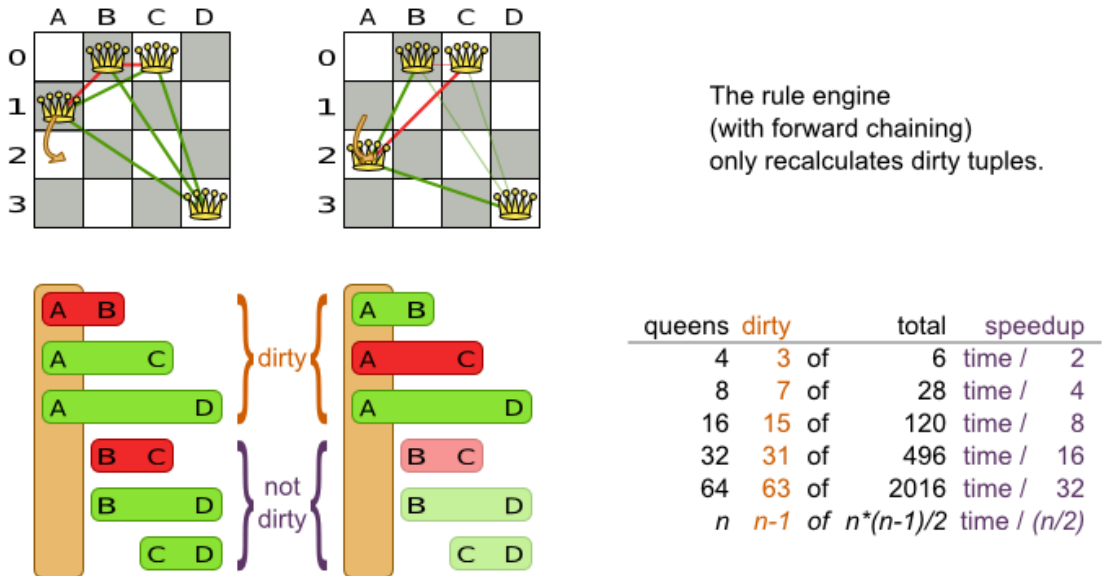 A B C D
0
1
2
3
A B C D
0
1
2
3
The rule engine
(with forward chaining)
only recalculates dirty tuples.
A B
A C
A D
B C
B D
C D
dirty
not
dirty
A B
A C
A D
B C
B D
C D
queens dirty total speedup
4 3 of 6 time / 2
8 7 of 28 time / 4
16 15 of 120 time / 8
32 31 of 496 time / 16
64 63 of 2016 time / 32
n n-1 of n*(n-1)/2 time / (n/2)